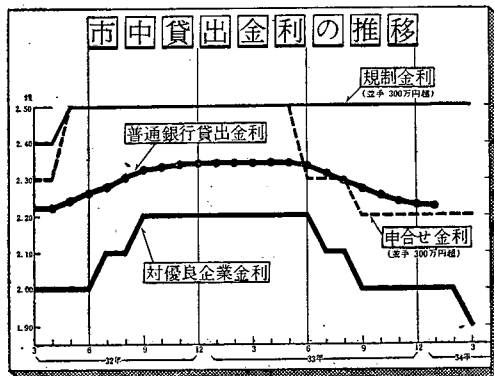 市中貸出金利の推移
規制金利
(並手 300万円超)
銭
2.50
普通銀行貸出金利
2.40
2.30
2.20
申合せ金利
(並手 300万円超)
2.10
対優良企業金利
2.00
1.90
3 6 9 12 3 6 9 12 3
32年 33年 34年